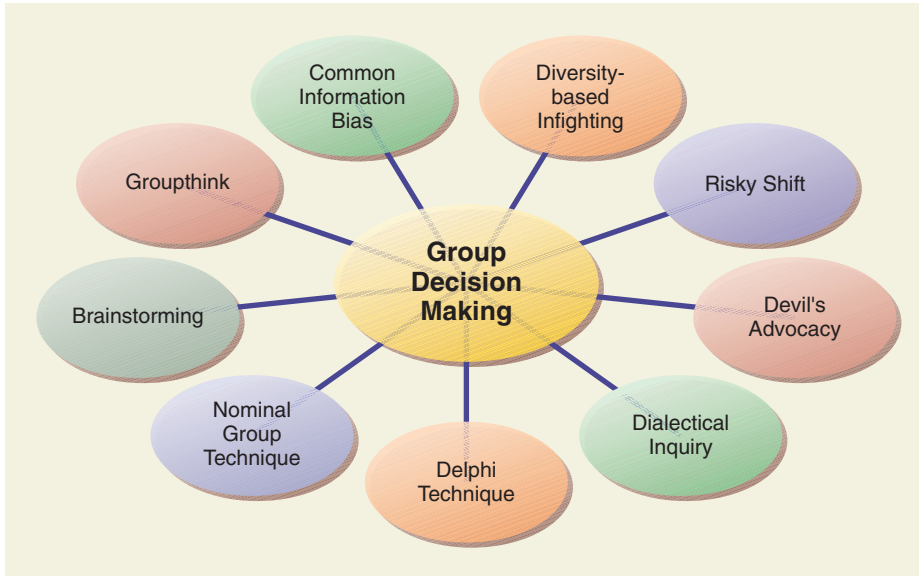 Common
Information
Bias
Diversity-
based
Infighting
Groupthink
Risky Shift
Group
Decision
Making
Brainstorming
Devil's
Advocacy
Nominal
Group
Technique
Dialectical
Inquiry
Delphi
Technique